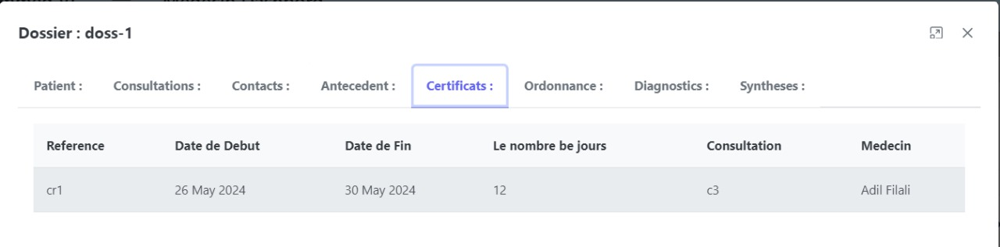 Dossier : doss-1
Patient : Consultations : Contacts : Antecedent : Certificats : Ordonnance : Diagnostics : Syntheses :
Reference Date de Debut Date de Fin Le nombre be jours Consultation Medecin
cr1 26 May 2024 30 May 2024 12 c3 Adil Filali